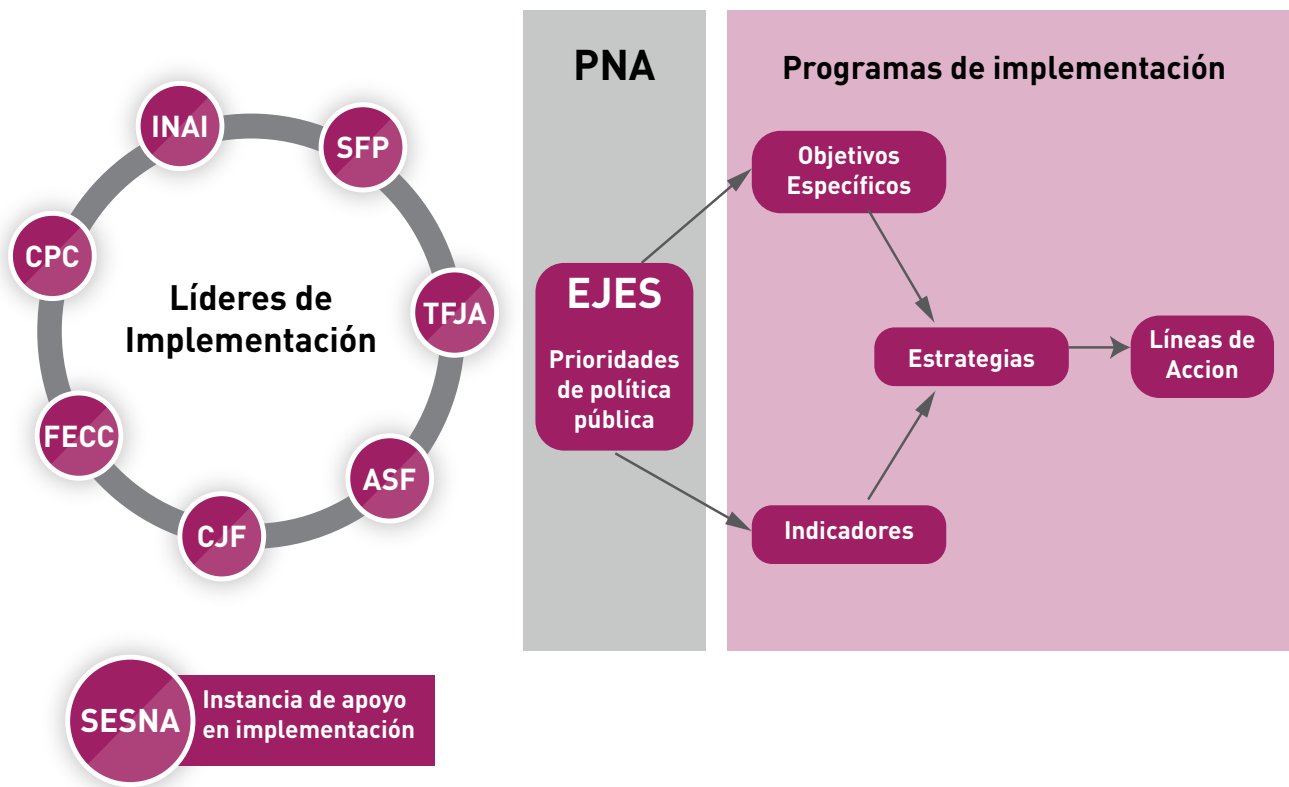 INAI
SFP
CPC
TFJA
FECC
ASF
CJF
Líderes de
Implementación
SESNA
Instancia de apoyo
en implementación
PNA
EJES
Prioridades
de política
pública
Programas de implementación
Objetivos
Específicos
Estrategias
Líneas de
Accion
Indicadores